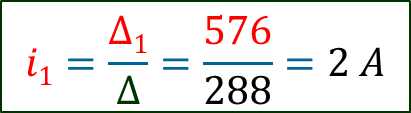 i₁ = Δ₁/Δ = 576/288 = 2 A